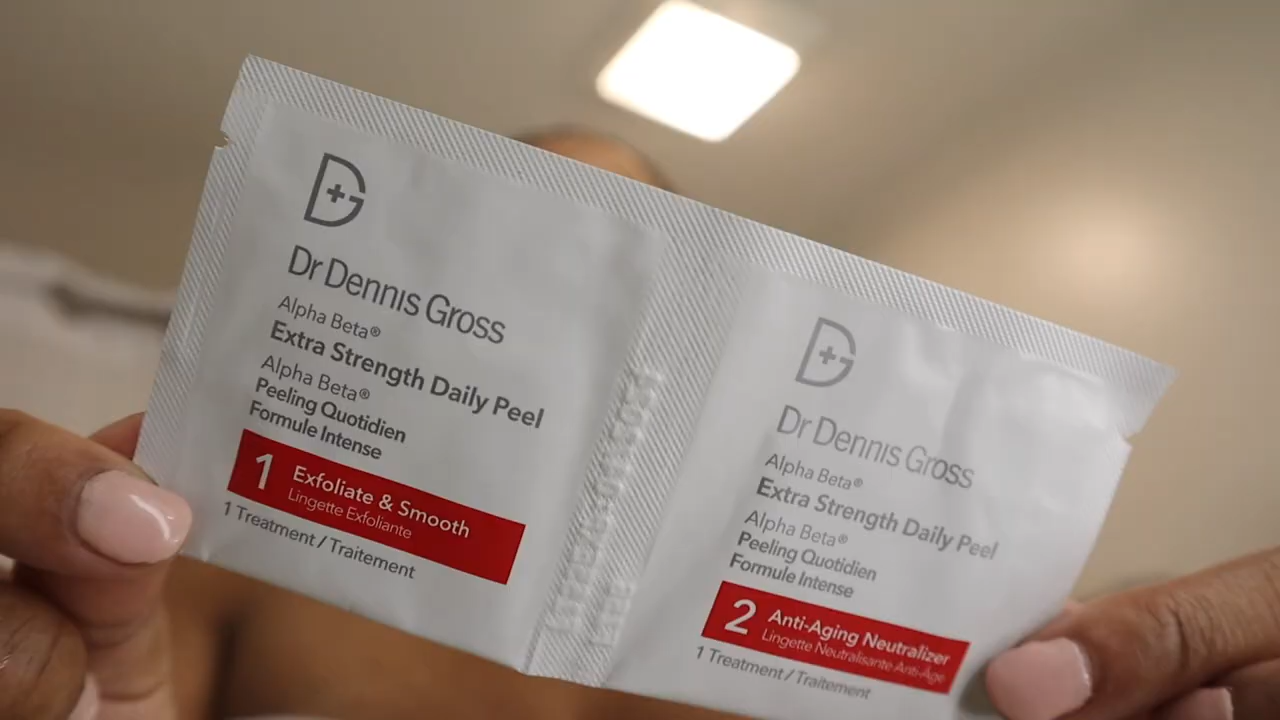 Dr Dennis Gross
Alpha Beta®
Extra Strength Daily Peel
Alpha Beta®
Peeling Quotidien
Formule Intense
1 Exfoliate & Smooth
Lingette Exfoliante
1 Treatment / Traitement
Dr Dennis Gross
Alpha Beta®
Extra Strength Daily Peel
Alpha Beta®
Peeling Quotidien
Formule Intense
2 Anti-Aging Neutralizer
Lingette Neutralisante Anti-Âge
1 Treatment / Traitement